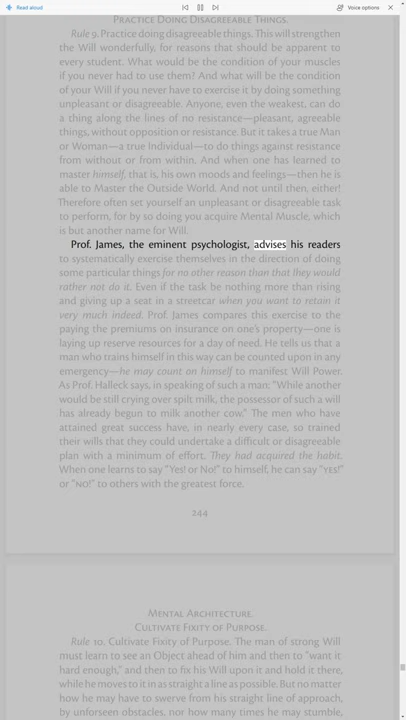 Read aloud
Voice options
Practice Doing Disagreeable Things.
Rule 9. Practice doing disagreeable things. This will strengthen
the Will wonderfully, for reasons that should be apparent to
every student. What would be the condition of your muscles
if you never had to use them? And what will be the condition
of your Will if you never have to exercise it by doing something
unpleasant or disagreeable. Anyone, even the weakest, can do
a thing along the lines of no resistance—pleasant, agreeable
things, without opposition or resistance. But it takes a true Man
or Woman—a true Individual—to do things against resistance
from without or from within. And when one has learned to
master himself, that is, his own moods and feelings—then he is
able to Master the Outside World. And not until then, either!
Therefore often set yourself an unpleasant or disagreeable task
to perform, for by so doing you acquire Mental Muscle, which
is but another name for Will.
Prof. James, the eminent psychologist, advises his readers
to systematically exercise themselves in the direction of doing
some particular things for no other reason than that they would
rather not do it. Even if the task be nothing more than rising
and giving up a seat in a streetcar when you want to retain it
very much indeed. Prof. James compares this exercise to the
paying the premiums on insurance on one's property—one is
laying up reserve resources for a day of need. He tells us that a
man who trains himself in this way can be counted upon in any
emergency—he may count on himself to manifest Will Power.
As Prof. Halleck says, in speaking of such a man: "While another
would be still crying over spilt milk, the possessor of such a will
has already begun to milk another cow." The men who have
attained great success have, in nearly every case, so trained
their wills that they could undertake a difficult or disagreeable
plan with a minimum of effort. They had acquired the habit.
When one learns to say "Yes! or No!" to himself, he can say "YES!"
or "NO!" to others with the greatest force.
244
Mental Architecture.
Cultivate Fixity of Purpose.
Rule 10. Cultivate Fixity of Purpose. The man of strong Will
must learn to see an Object ahead of him and then to "want it
hard enough," and then to fix his Will upon it and hold it there,
while he moves to it in as straight a line as possible. But no matter
how he may have to swerve from his straight line of approach,
by unforseen obstacles, nor how many times he may stumble,